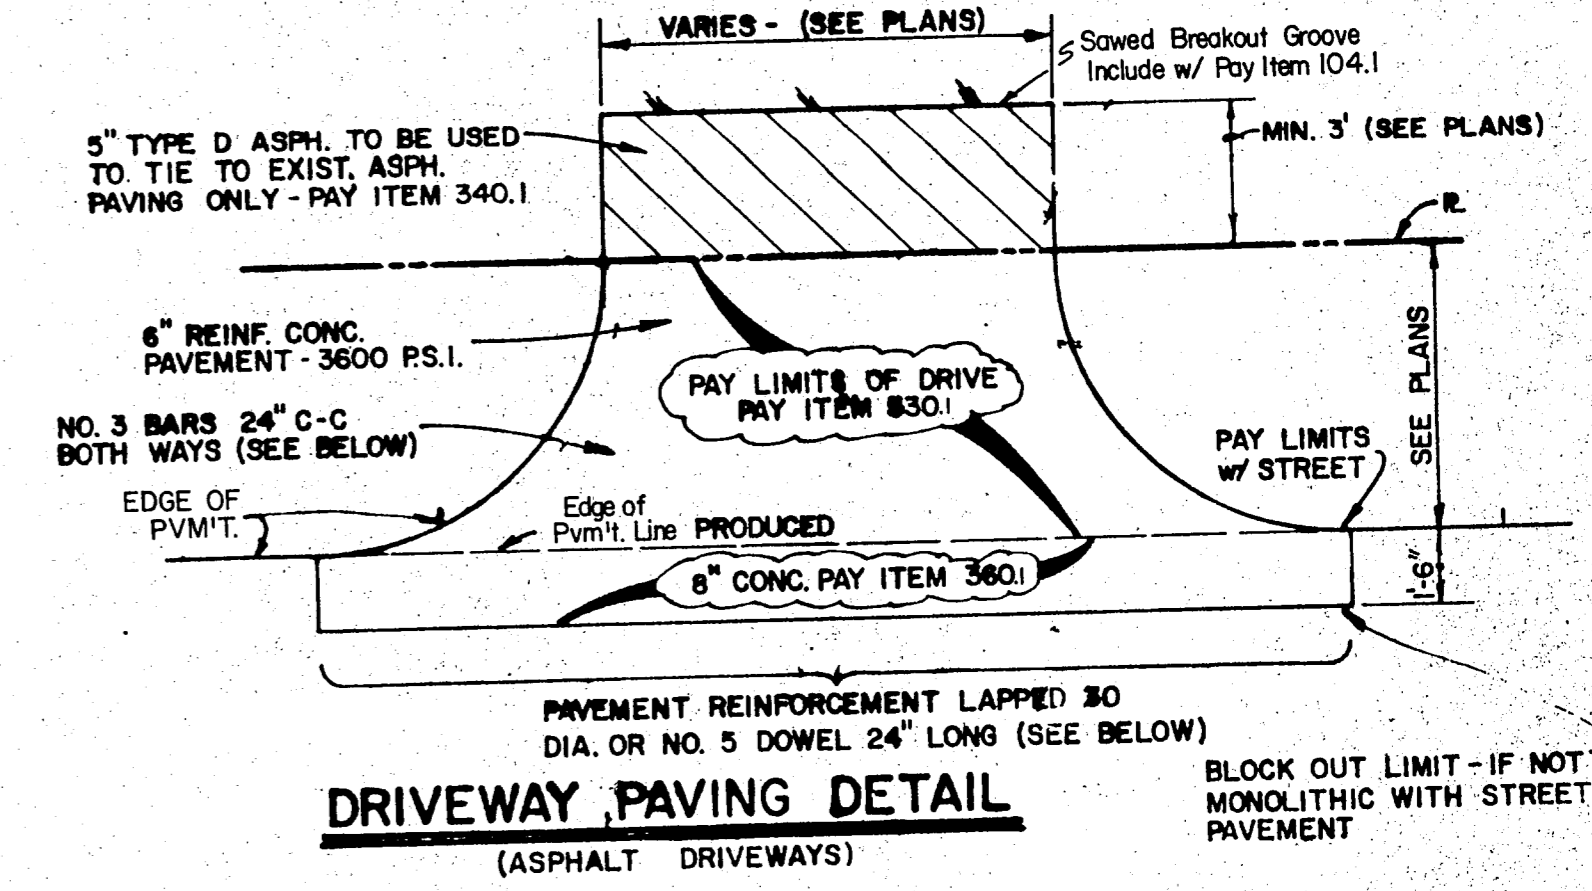 VARIES - (SEE PLANS)
Sawed Breakout Groove
Include w/ Pay Item 104.1
5" TYPE D ASPH. TO BE USED
TO TIE TO EXIST. ASPH.
PAVING ONLY - PAY ITEM 340.1
MIN. 3' (SEE PLANS)
6" REINF. CONC.
PAVEMENT - 3600 P.S.I.
PAY LIMITS OF DRIVE
PAY ITEM 530.1
SEE PLANS
NO. 3 BARS 24" C-C
BOTH WAYS (SEE BELOW)
PAY LIMITS
w/ STREET
EDGE OF
PVM'T.
Edge of
Pvm't. Line PRODUCED
8" CONC. PAY ITEM 360.1
1'-6"
PAVEMENT REINFORCEMENT LAPPED 30
DIA. OR NO. 5 DOWEL 24" LONG (SEE BELOW)
BLOCK OUT LIMIT - IF NOT
MONOLITHIC WITH STREET
PAVEMENT
DRIVEWAY PAVING DETAIL
(ASPHALT DRIVEWAYS)